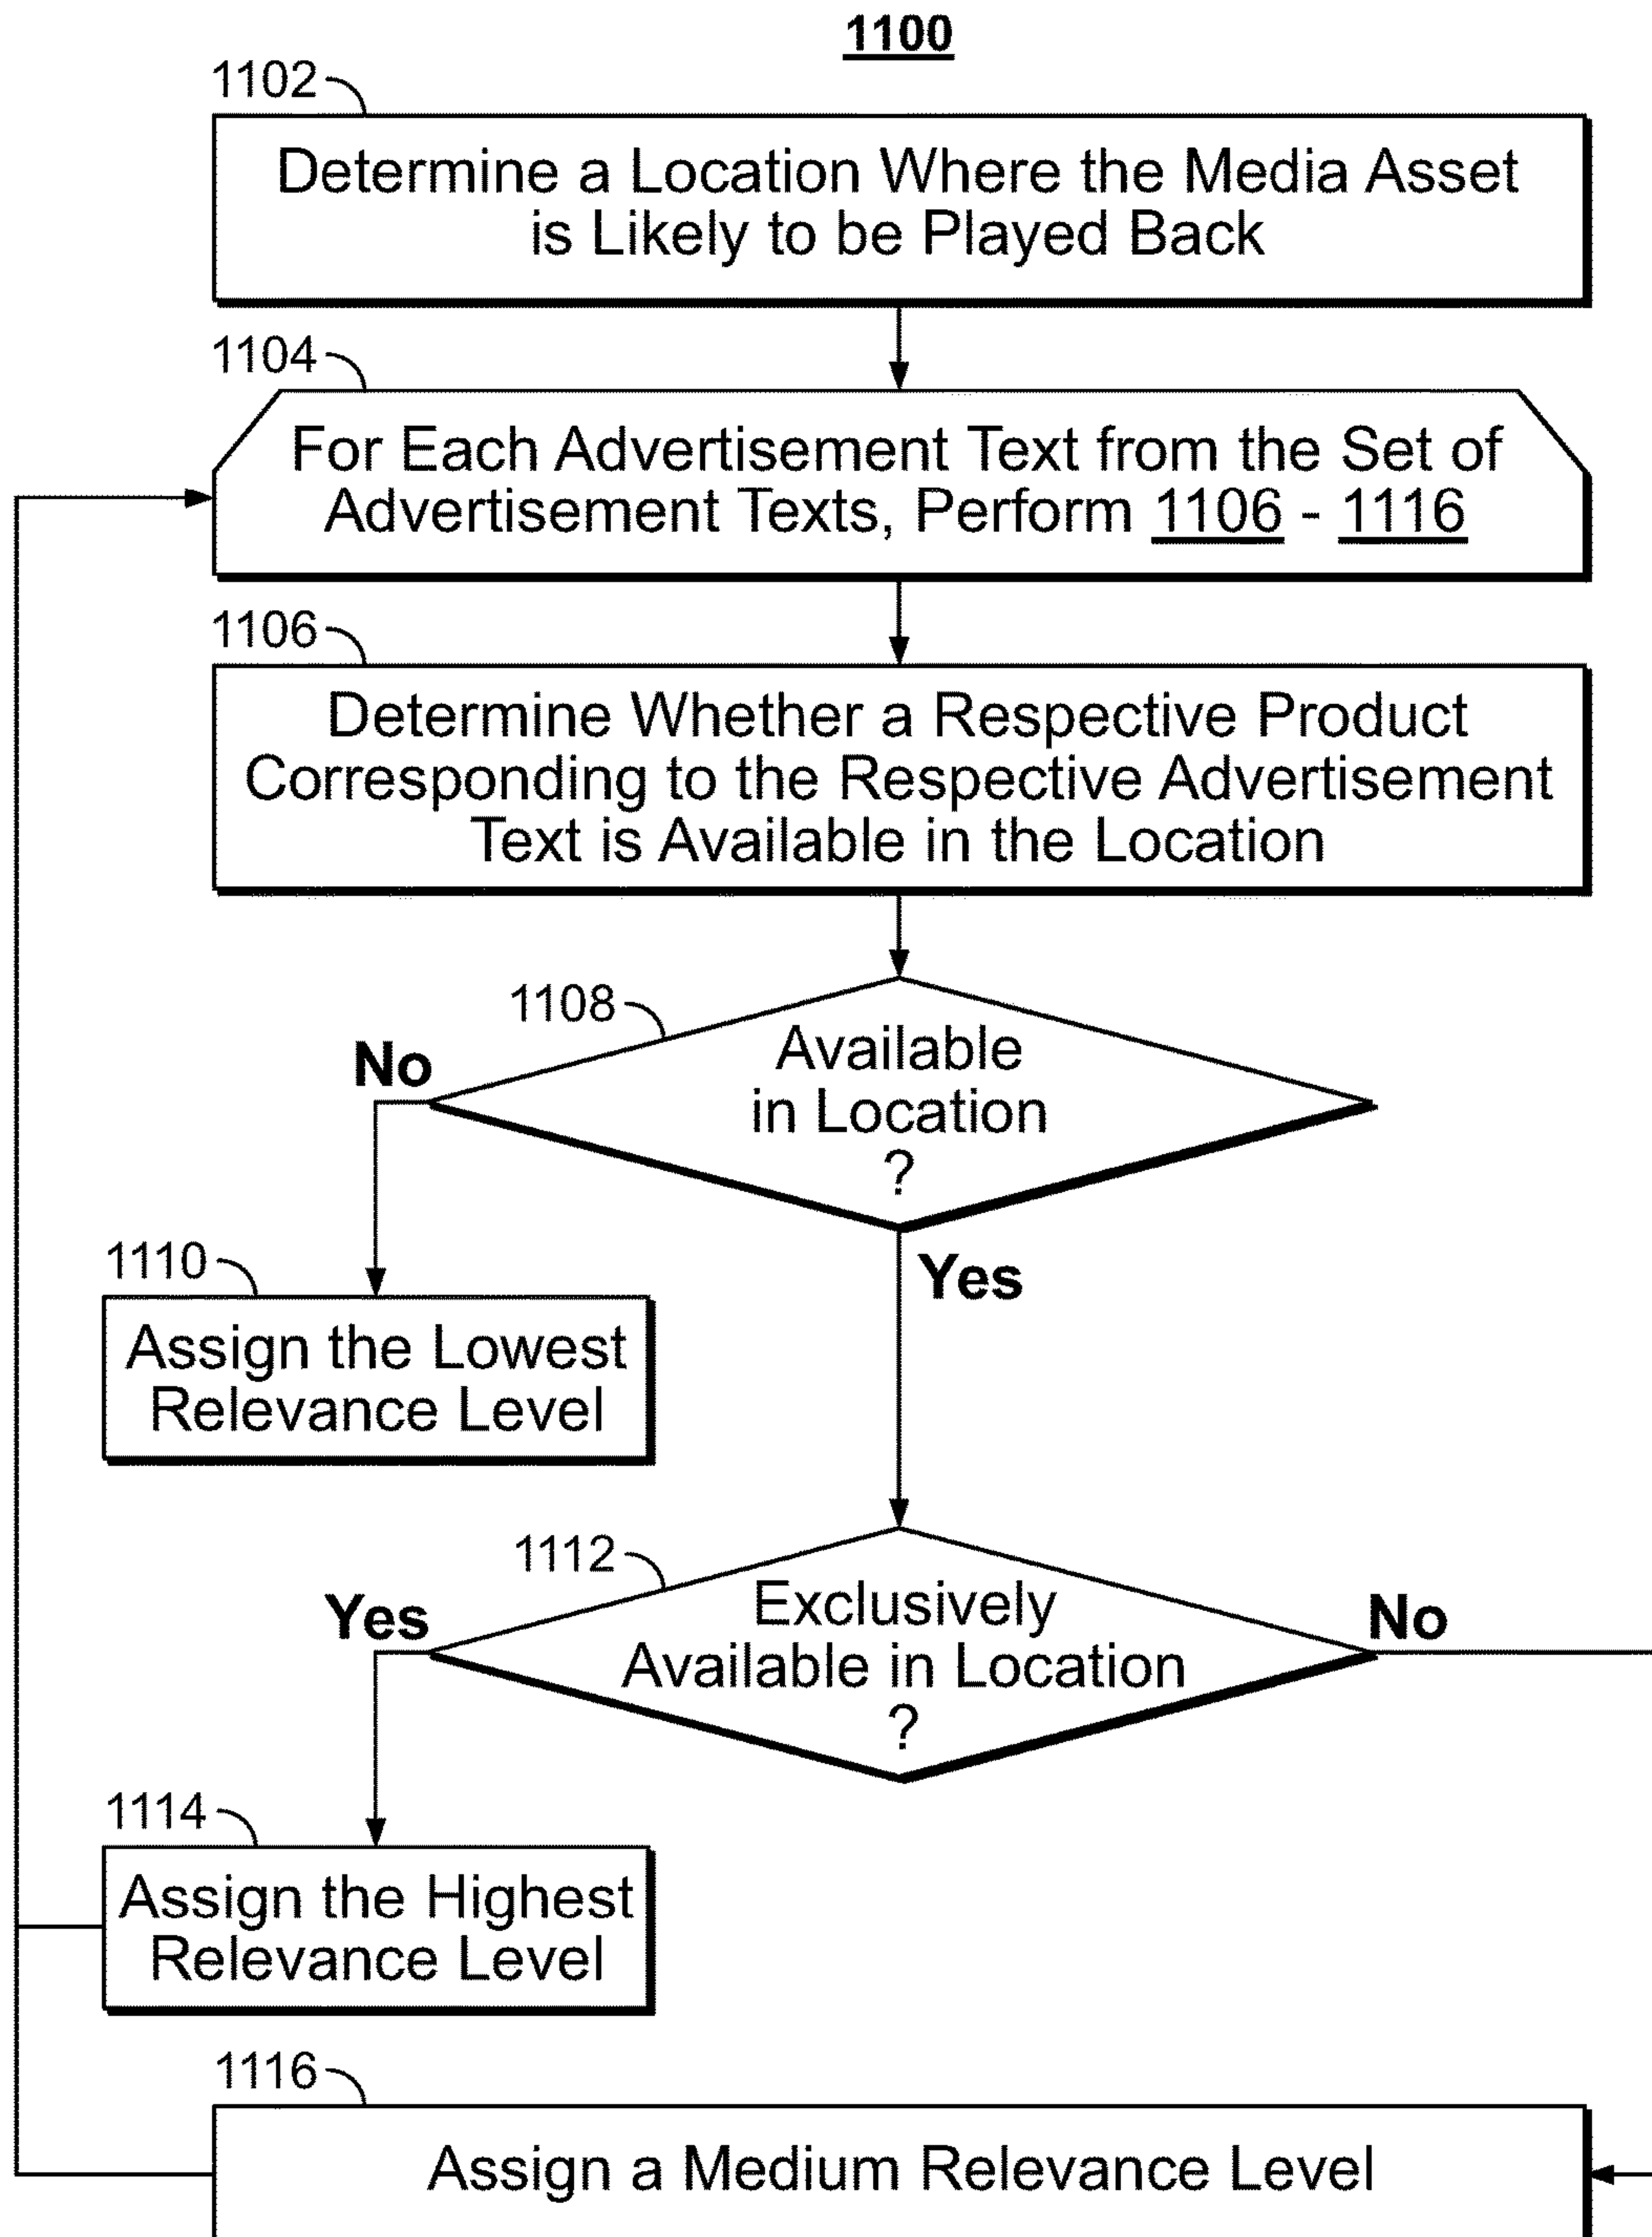 1100
1102
Determine a Location Where the Media Asset
is Likely to be Played Back
1104
For Each Advertisement Text from the Set of
Advertisement Texts, Perform 1106 - 1116
1106
Determine Whether a Respective Product
Corresponding to the Respective Advertisement
Text is Available in the Location
1108
Available
in Location
?
No
Yes
1110
Assign the Lowest
Relevance Level
1112
Exclusively
Available in Location
?
Yes
No
1114
Assign the Highest
Relevance Level
1116
Assign a Medium Relevance Level